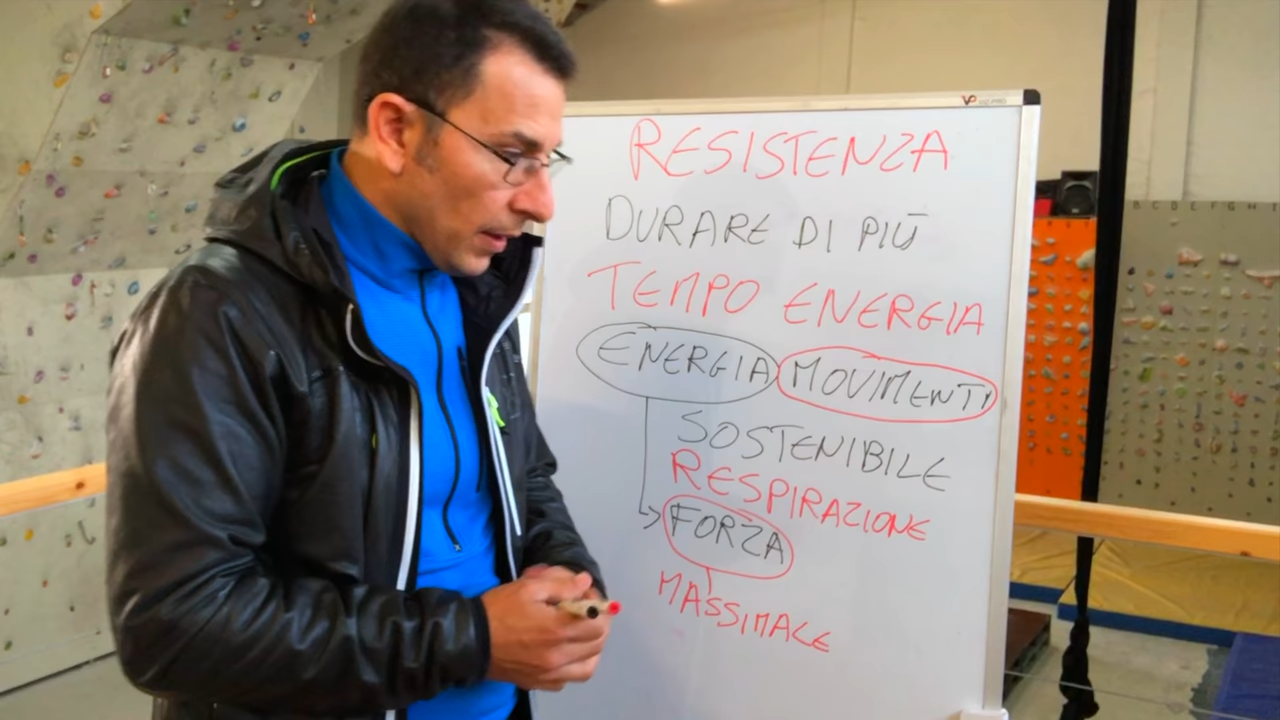 RESISTENZA
DURARE DI PIÙ
TEMPO ENERGIA
ENERGIA MOVIMENTI
SOSTENIBILE
RESPIRAZIONE
FORZA
MASSIMALE
B C D E F G H I